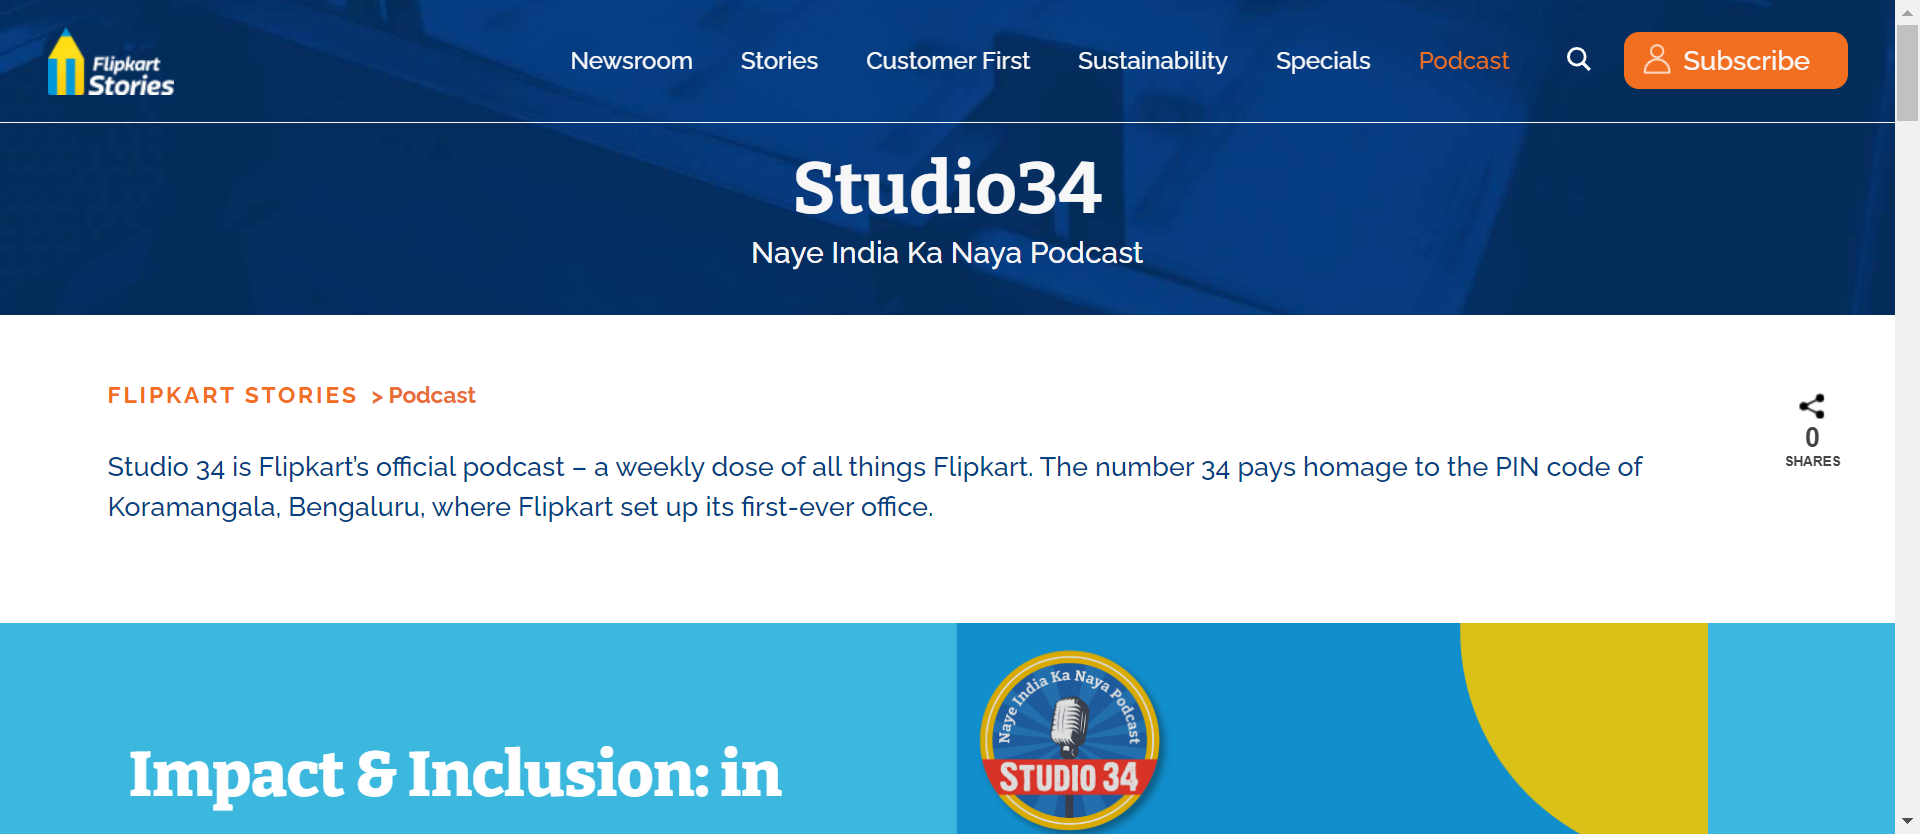 Flipkart
Stories
Newsroom
Stories
Customer First
Sustainability
Specials
Podcast
Subscribe
Studio34
Naye India Ka Naya Podcast
FLIPKART STORIES > Podcast
0
SHARES
Studio 34 is Flipkart’s official podcast – a weekly dose of all things Flipkart. The number 34 pays homage to the PIN code of
Koramangala, Bengaluru, where Flipkart set up its first-ever office.
Impact & Inclusion: in
Naye India Ka Naya Podcast
STUDIO 34